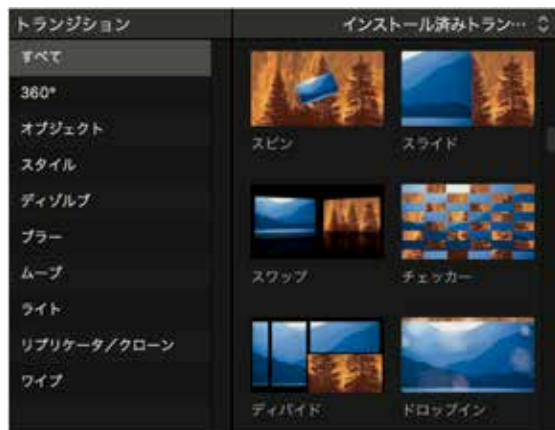 トランジション
インストール済みトラン…
すべて
360°
オブジェクト
スタイル
ディゾルブ
ブラー
ムーブ
ライト
リプリケータ／クローン
ワイプ
スピン
スライド
スワップ
チェッカー
ディバイド
ドロップイン